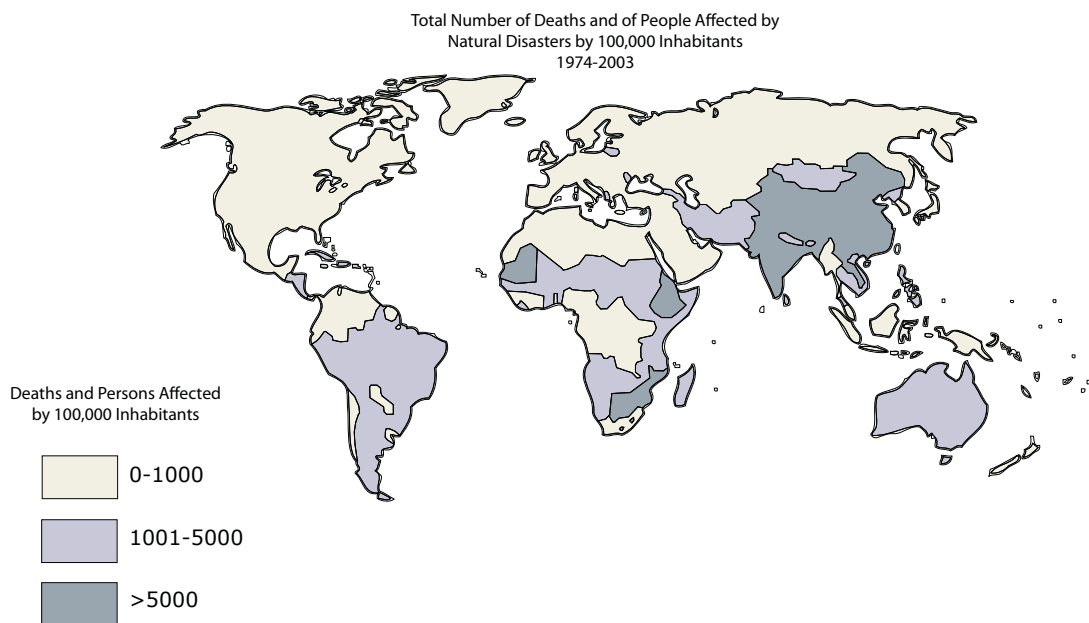 Total Number of Deaths and of People Affected by
Natural Disasters by 100,000 Inhabitants
1974-2003
Deaths and Persons Affected
by 100,000 Inhabitants
0-1000
1001-5000
>5000